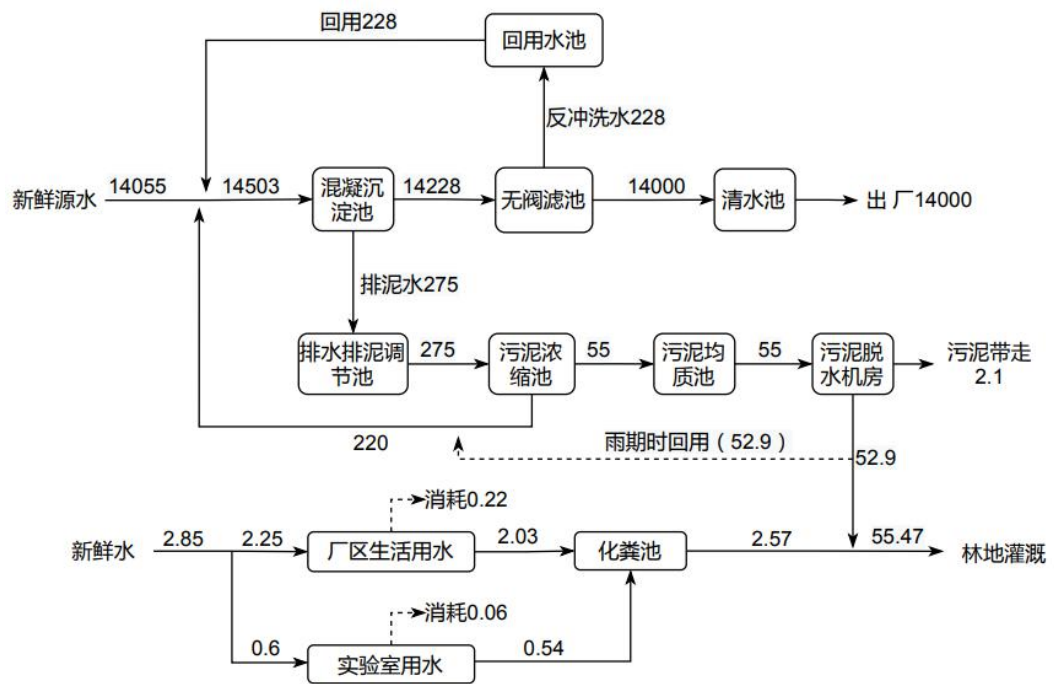 回用228
回用水池
反冲洗水228
新鲜源水
14055
14503
混凝沉
淀池
14228
无阀滤池
14000
清水池
出 厂14000
排泥水275
排水排泥调
节池
275
污泥浓
缩池
55
污泥均
质池
55
污泥脱
水机房
污泥带走
2.1
220
雨期时回用（52.9）
52.9
消耗0.22
新鲜水
2.85
2.25
厂区生活用水
2.03
化粪池
2.57
55.47
林地灌溉
消耗0.06
0.6
实验室用水
0.54